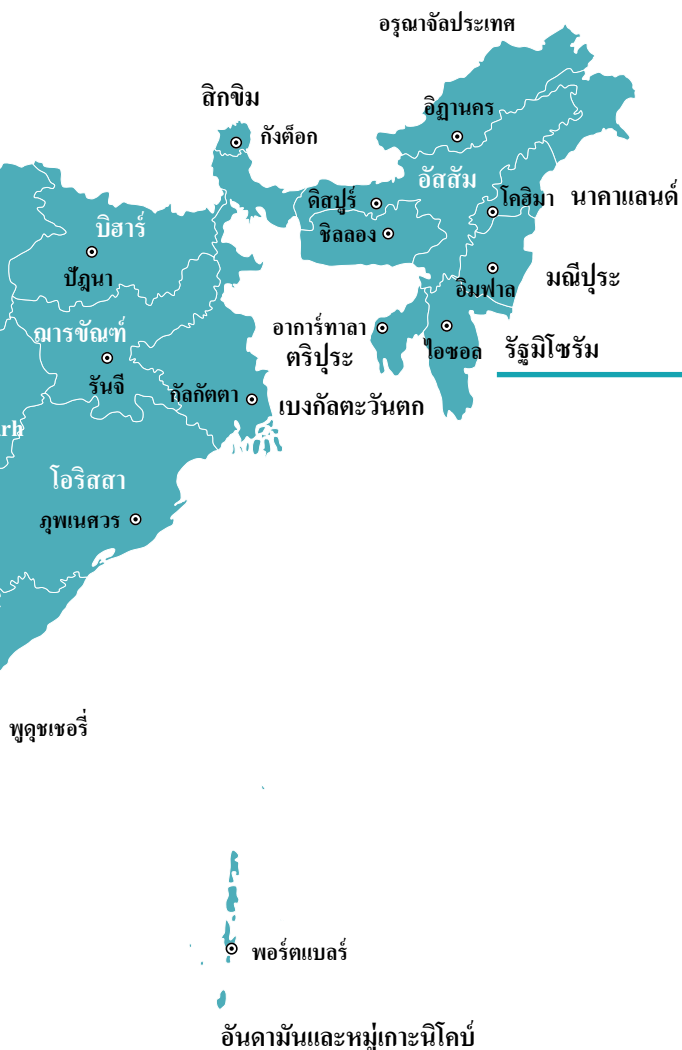 อรุณาจัลประเทศ
สิกขิม
อิฏานคร
กังต็อก
อัสสัม
ดิสปูร์
โคฮิมา นาคาแลนด์
บิฮาร์
ชิลลอง
ปัฎนา
อิมฟาล
มณีปุระ
ฌารขัณฑ์
อาการ์ทาลา
ตริปุระ
ไอซอล
รัฐมิโซรัม
รันจี
กัลกัตตา
เบงกัลตะวันตก
arh
โอริสสา
ภุพเนศวร
พูดุชเชอรี่
พอร์ตแบลร์
อันดามันและหมู่เกาะนิโคบ์